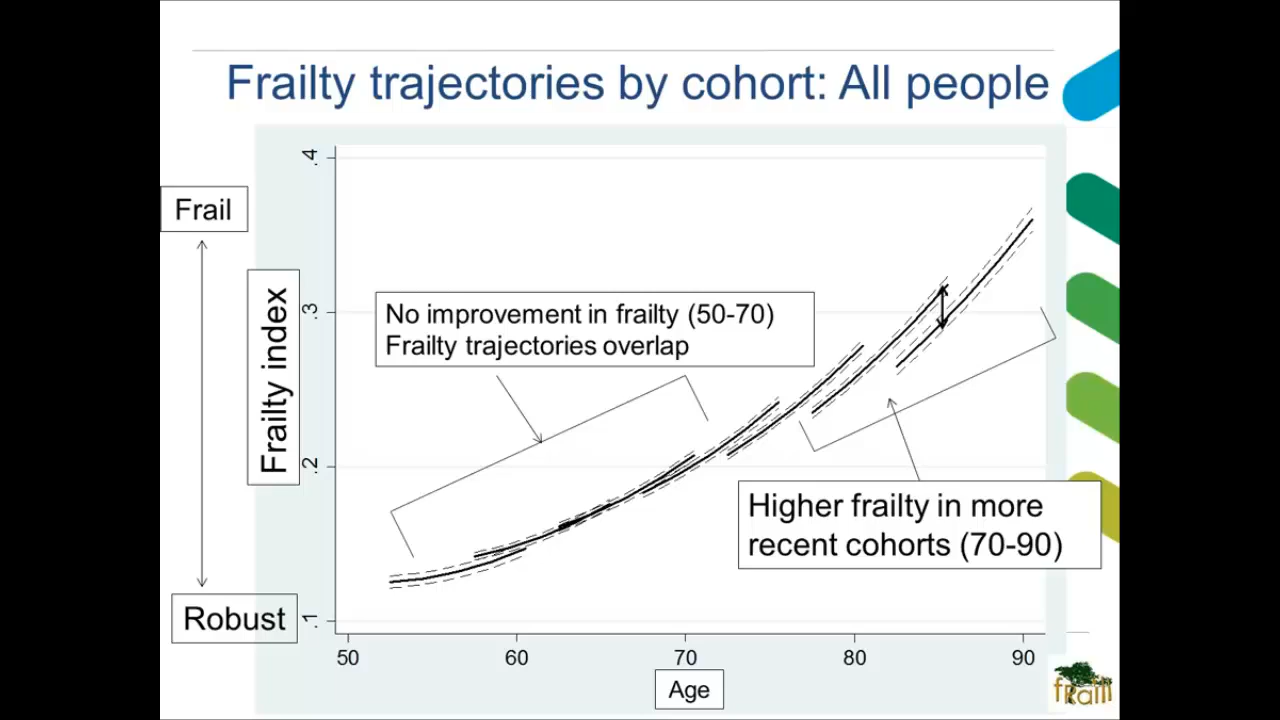 Frailty trajectories by cohort: All people
.4
Frail
.3
No improvement in frailty (50-70)
Frailty trajectories overlap
Frailty index
.2
Higher frailty in more
recent cohorts (70-90)
.1
Robust
50 60 70 80 90
Age